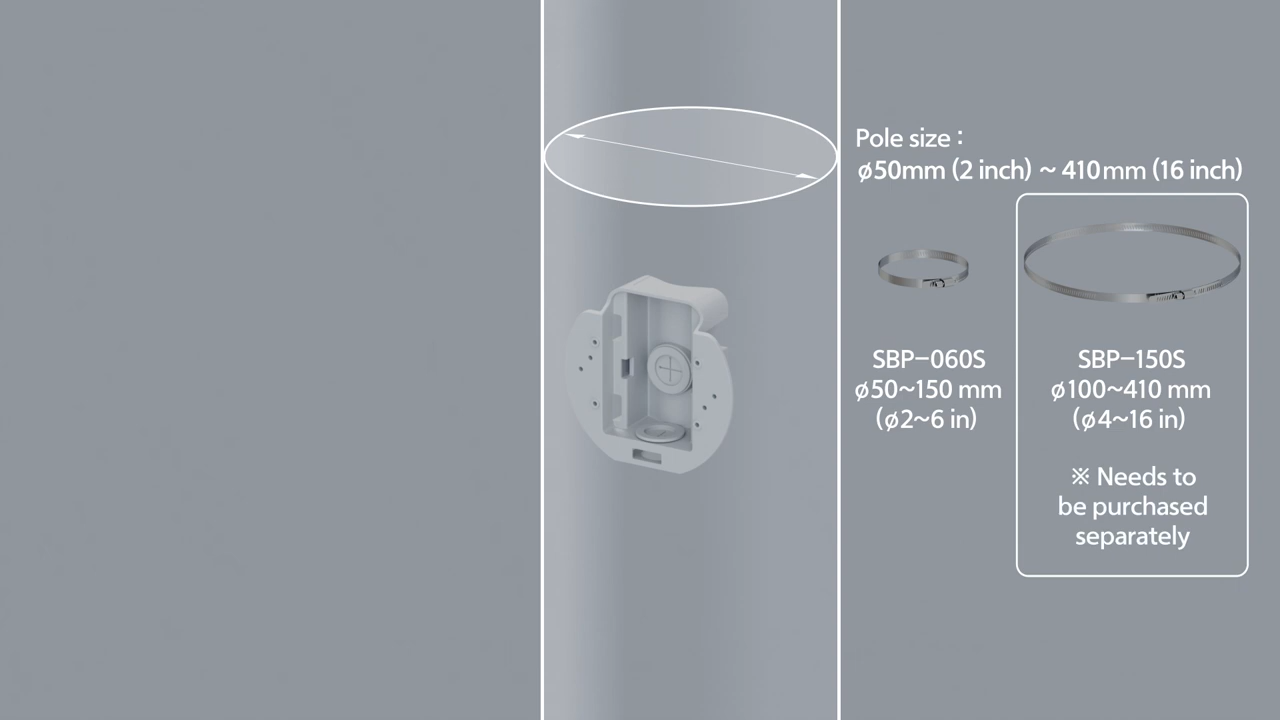 Pole size :
ø50mm (2 inch) ~ 410mm (16 inch)
SBP-060S
ø50~150 mm
(ø2~6 in)
SBP-150S
ø100~410 mm
(ø4~16 in)
※ Needs to
be purchased
separately